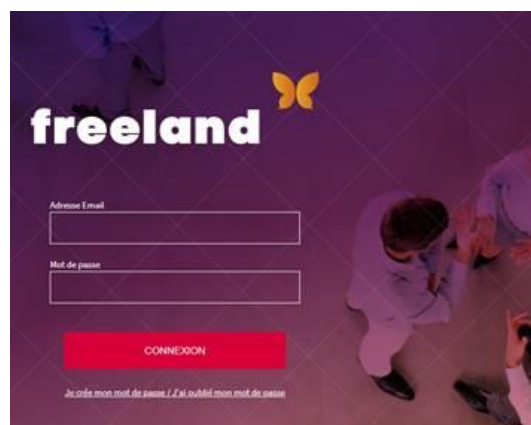 freeland
Adresse Email
Mot de passe
CONNEXION
Je crée mon mot de passe / J'ai oublié mon mot de passe